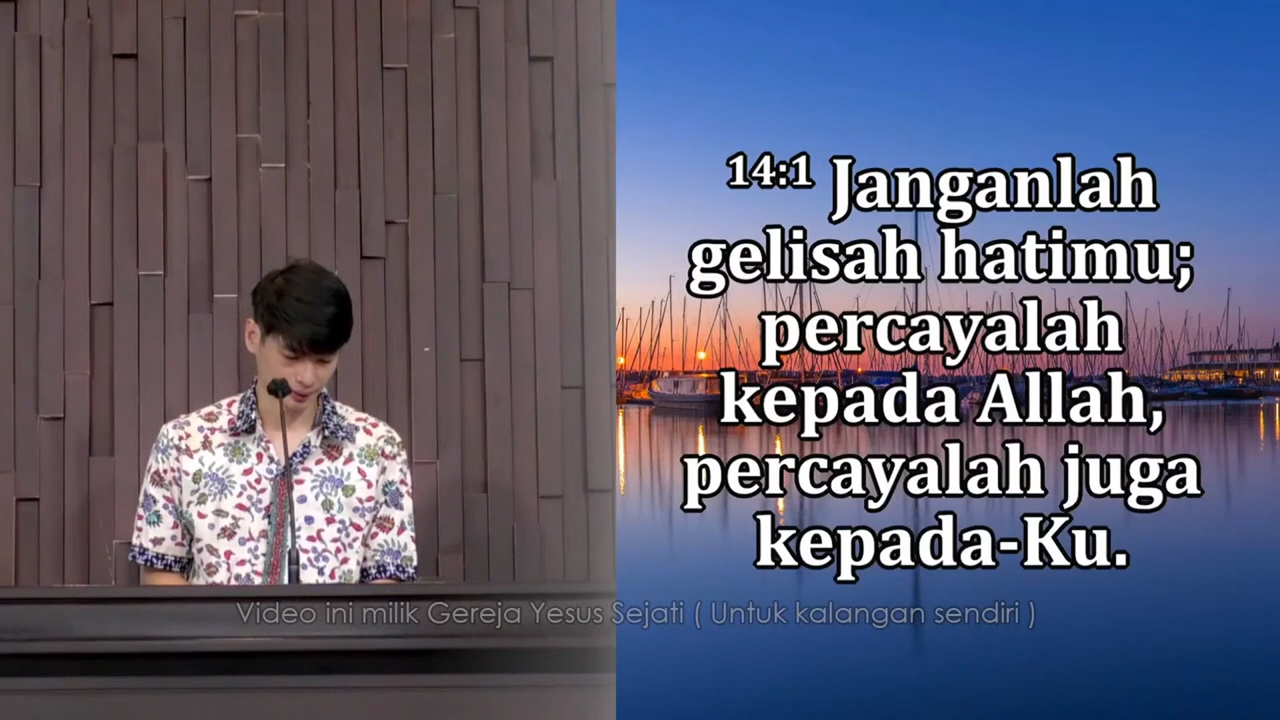 14:1 Janganlah
gelisah hatimu;
percayalah
kepada Allah,
percayalah juga
kepada-Ku.
Video ini milik Gereja Yesus Sejati ( Untuk kalangan sendiri )